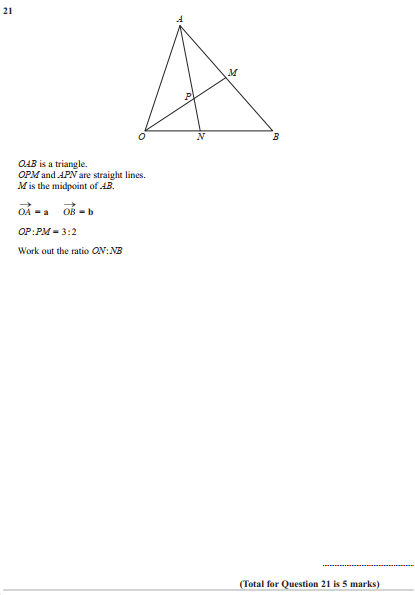 21
A
M
P
O
N
B
OAB is a triangle.
OPM and APN are straight lines.
M is the midpoint of AB.
OA = a OB = b
OP:PM = 3:2
Work out the ratio ON:NB
(Total for Question 21 is 5 marks)